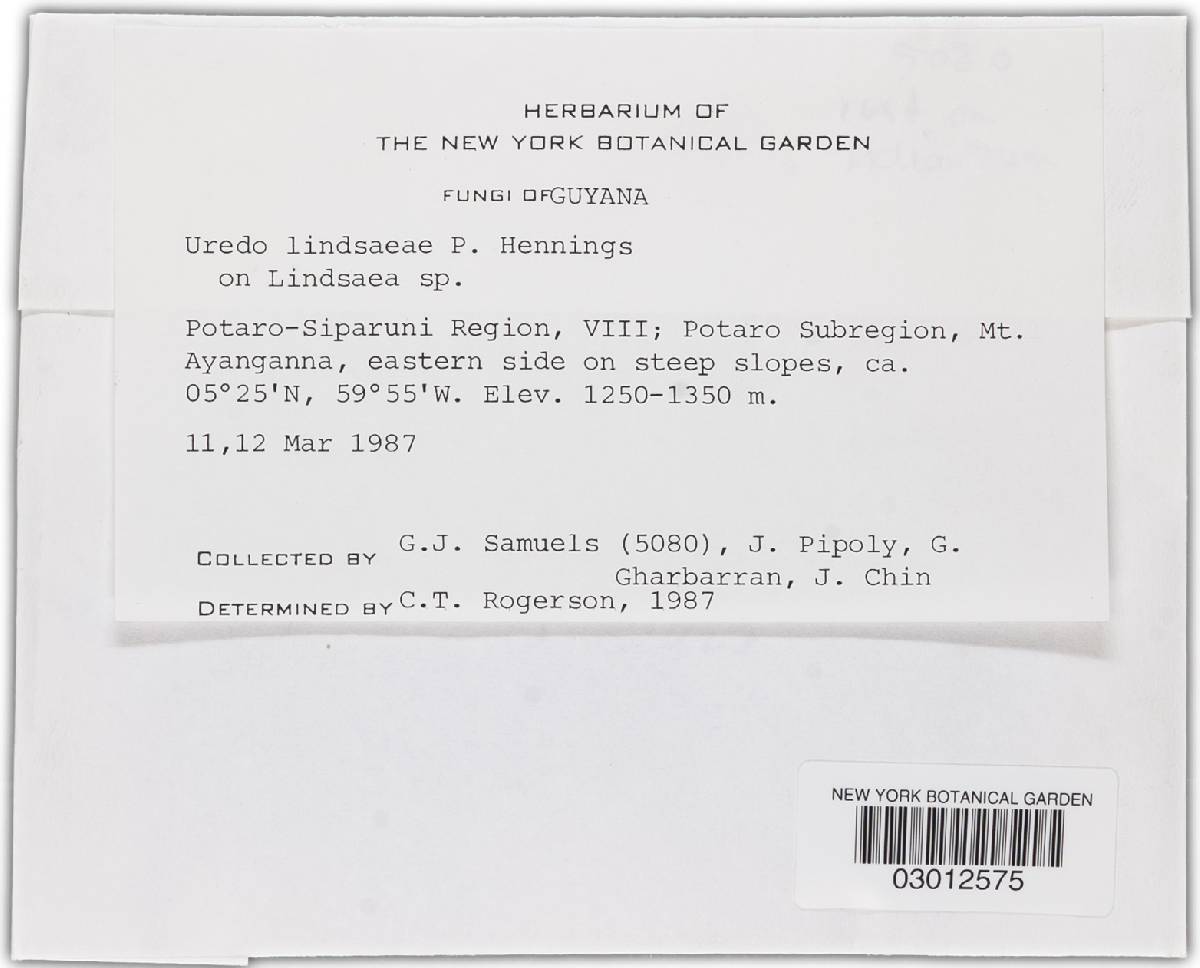 HERBARIUM OF
THE NEW YORK BOTANICAL GARDEN
FUNGI OF GUYANA
Uredo lindsaeae P. Hennings
on Lindsaea sp.
Potaro-Siparuni Region, VIII; Potaro Subregion, Mt.
Ayanganna, eastern side on steep slopes, ca.
05°25'N, 59°55'W. Elev. 1250-1350 m.
11,12 Mar 1987
COLLECTED BY G.J. Samuels (5080), J. Pipoly, G.
Gharbarran, J. Chin
DETERMINED BY C.T. Rogerson, 1987
NEW YORK BOTANICAL GARDEN
03012575